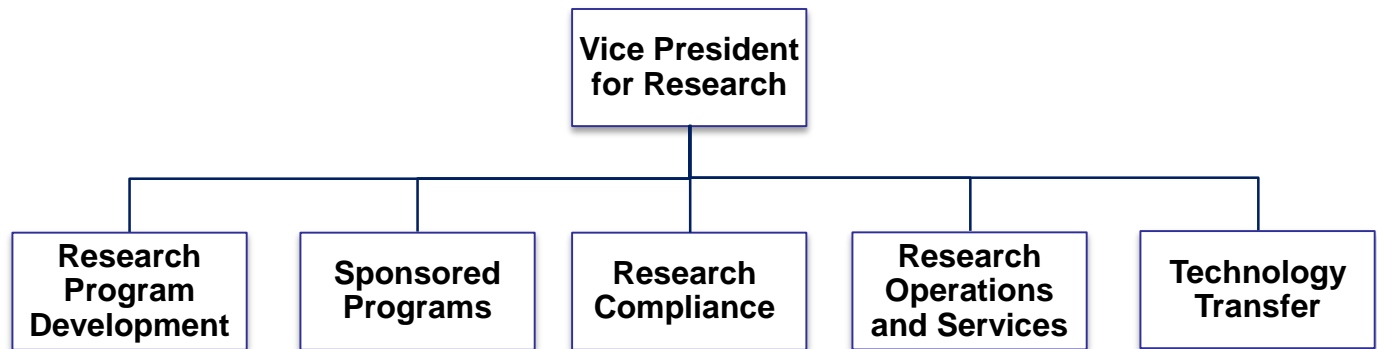 Vice President
for Research
Research
Program
Development
Sponsored
Programs
Research
Compliance
Research
Operations
and Services
Technology
Transfer